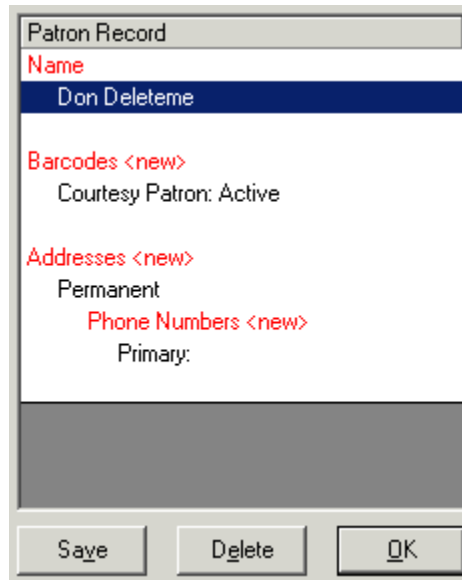 Patron Record
Name
Don Deleteme
Barcodes <new>
Courtesy Patron: Active
Addresses <new>
Permanent
Phone Numbers <new>
Primary:
Save Delete OK